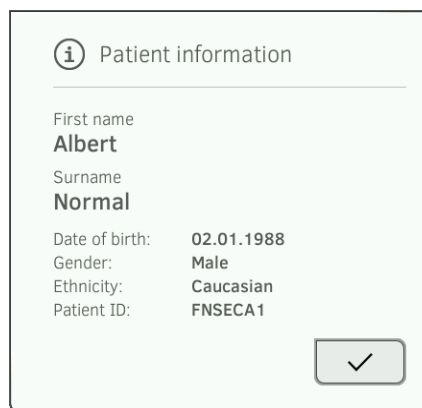 Patient information
First name
Albert
Surname
Normal
Date of birth: 02.01.1988
Gender: Male
Ethnicity: Caucasian
Patient ID: FNSECA1